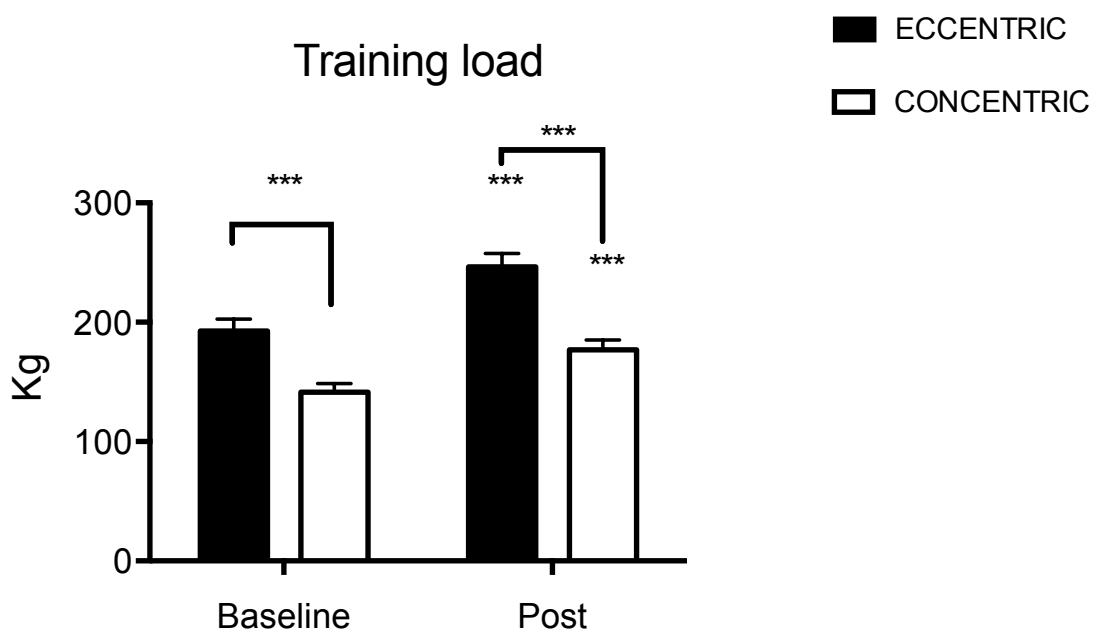 Training load
ECCENTRIC
CONCENTRIC
***
***
***
***
300
200
100
0
Kg
Baseline
Post